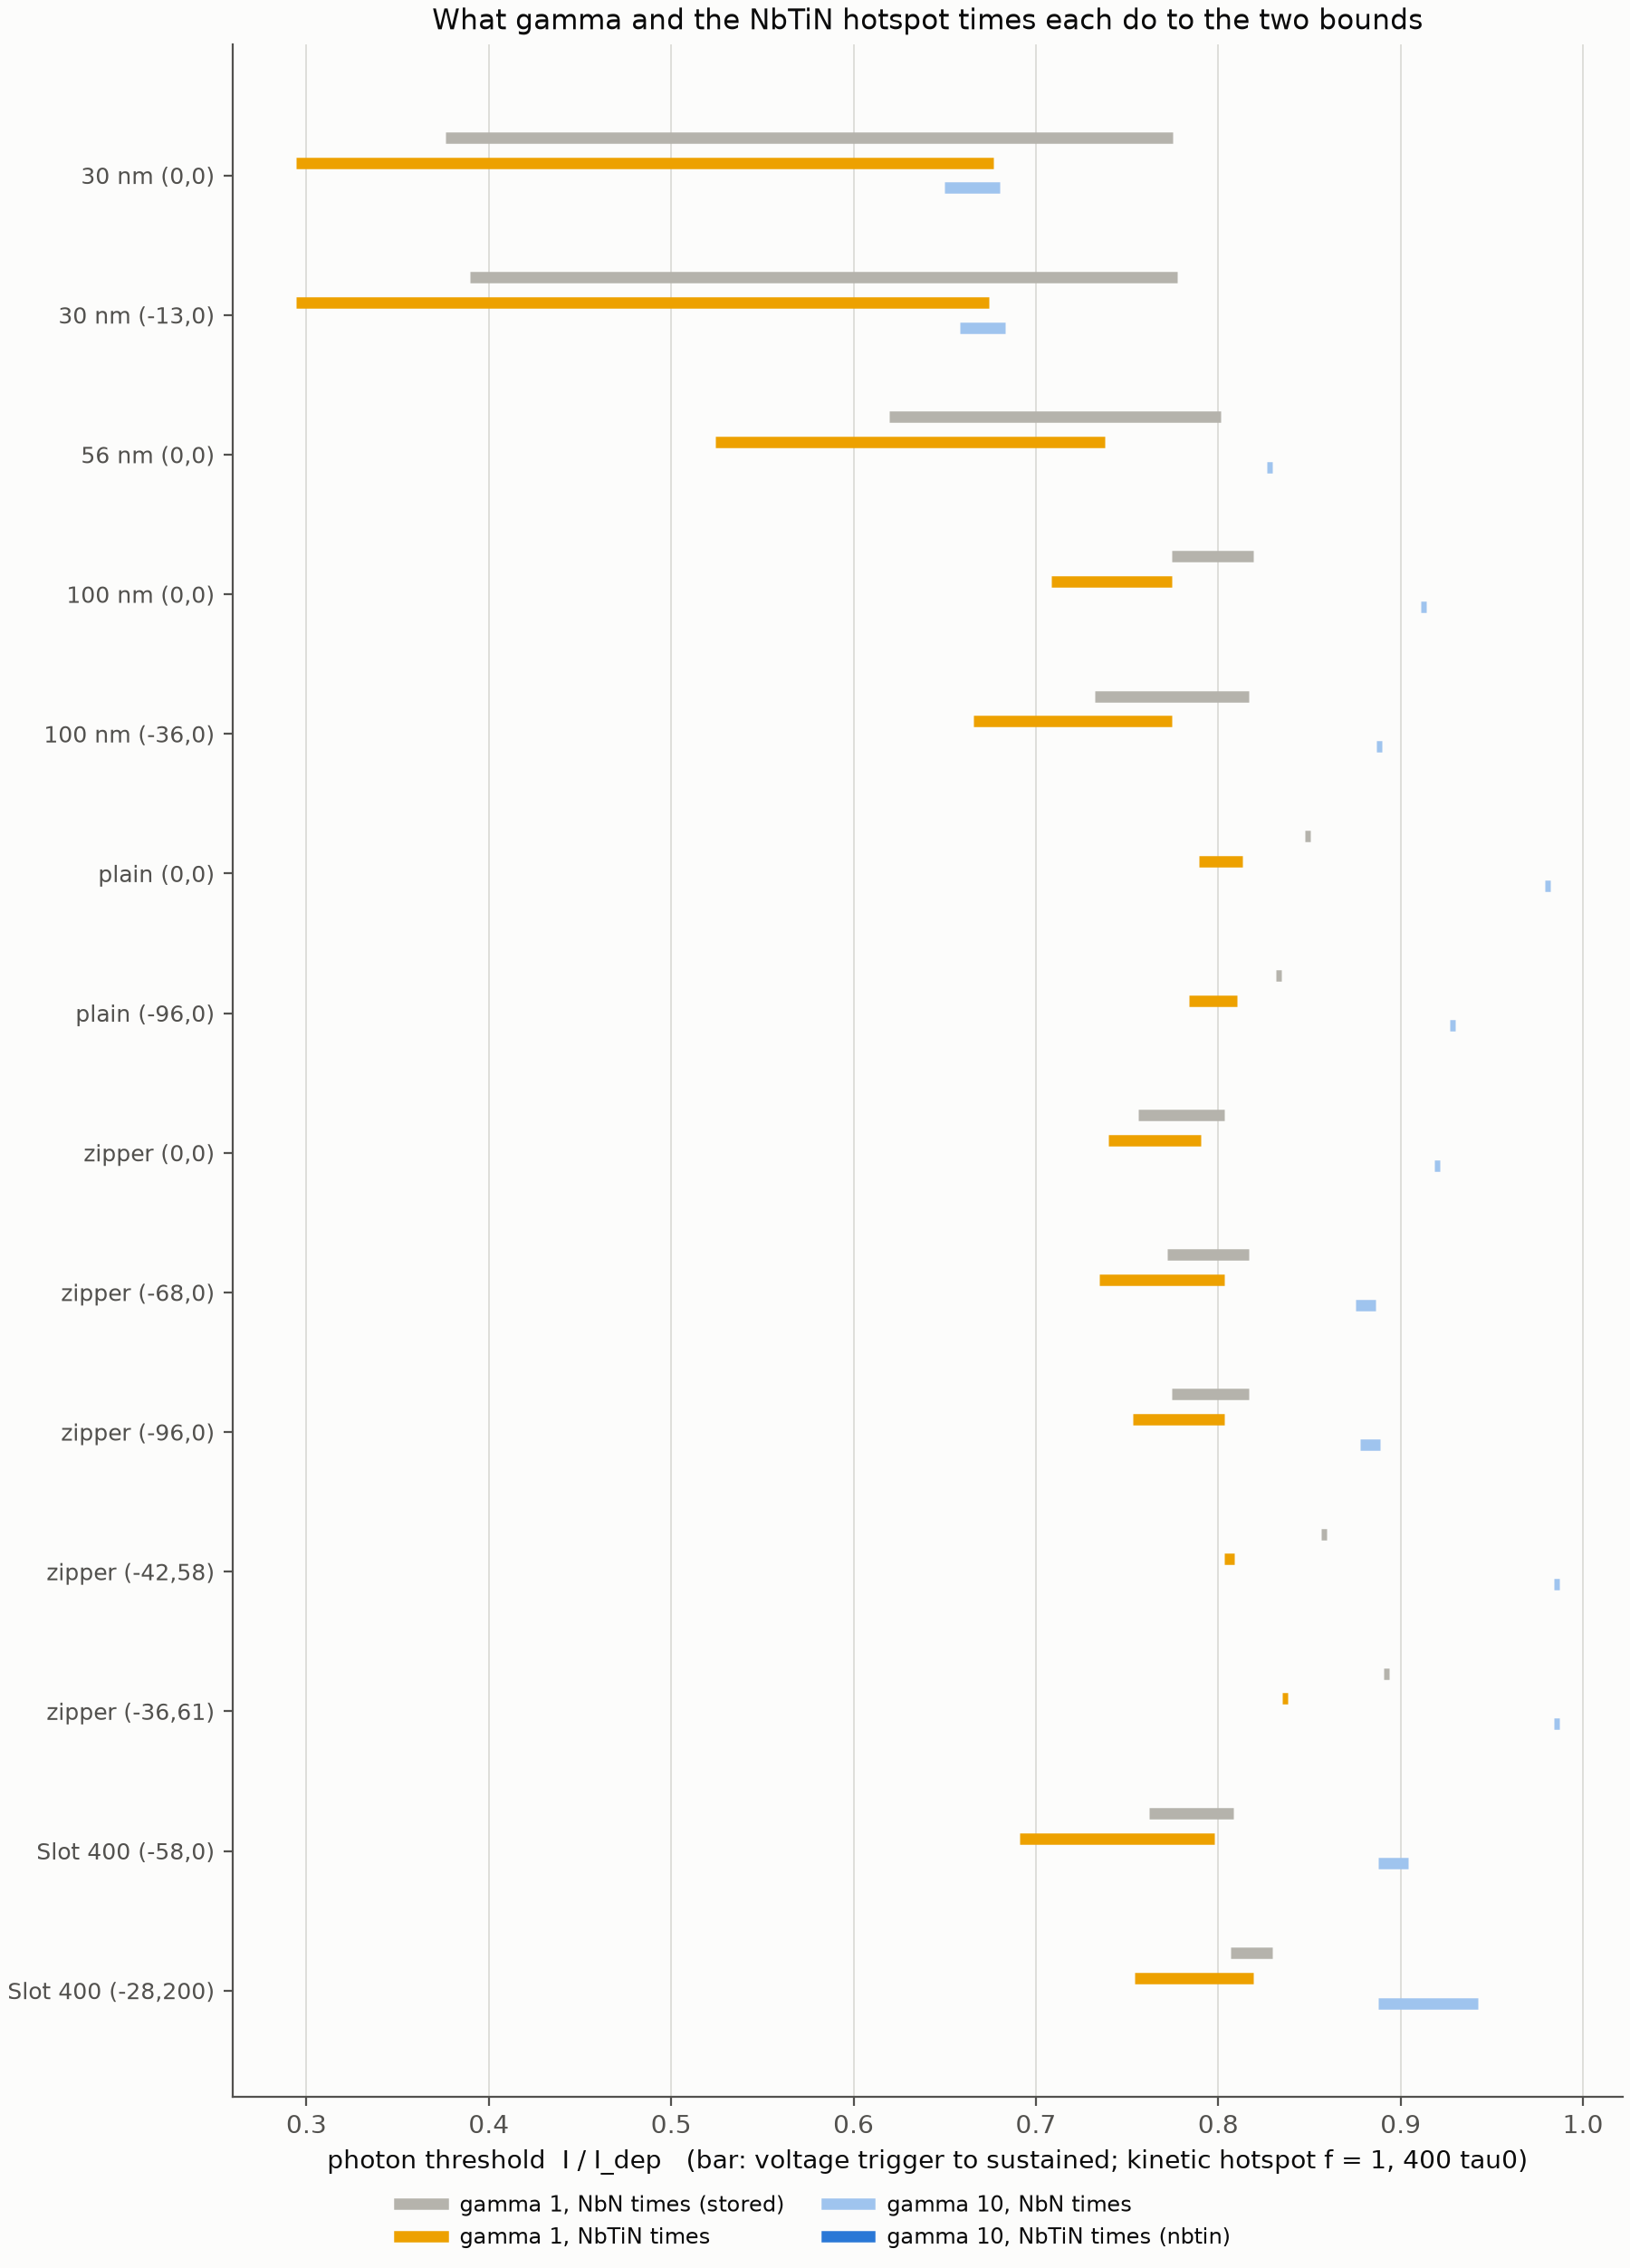 What gamma and the NbTiN hotspot times each do to the two bounds
30 nm (0,0)
30 nm (-13,0)
56 nm (0,0)
100 nm (0,0)
100 nm (-36,0)
plain (0,0)
plain (-96,0)
zipper (0,0)
zipper (-68,0)
zipper (-96,0)
zipper (-42,58)
zipper (-36,61)
Slot 400 (-58,0)
Slot 400 (-28,200)
0.3 0.4 0.5 0.6 0.7 0.8 0.9 1.0
photon threshold I / I_dep (bar: voltage trigger to sustained; kinetic hotspot f = 1, 400 tau0)
gamma 1, NbN times (stored) gamma 10, NbN times
gamma 1, NbTiN times gamma 10, NbTiN times (nbtin)